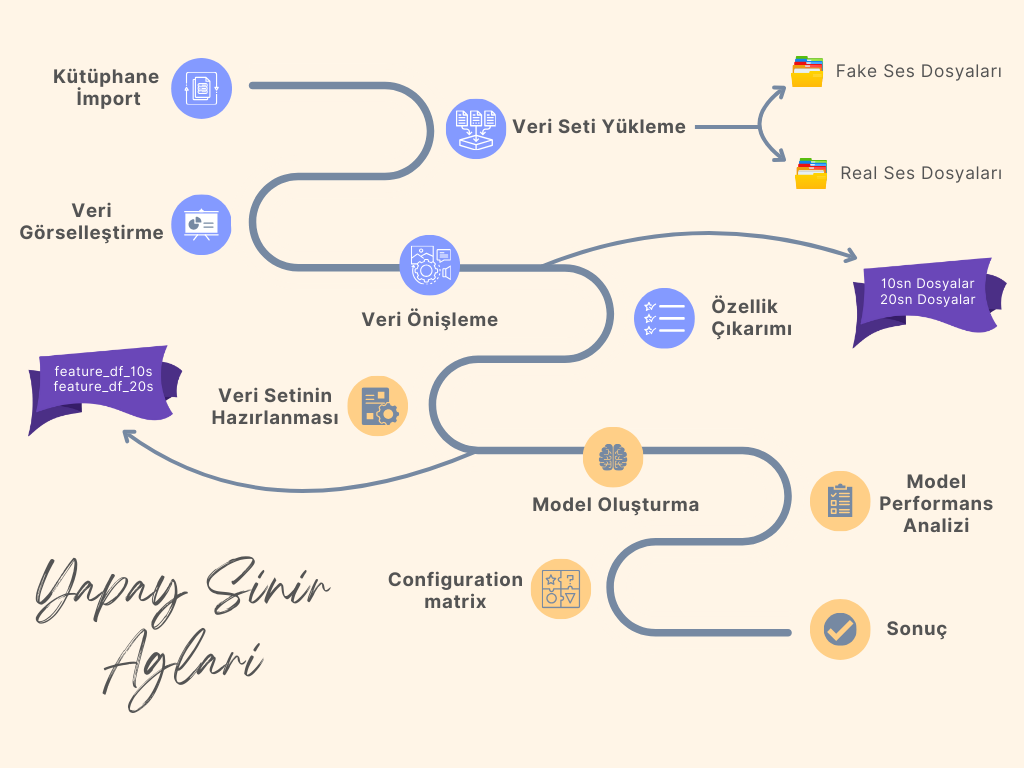 Kütüphane
İmport
Veri Seti Yükleme
Fake Ses Dosyaları
Real Ses Dosyaları
Veri
Görselleştirme
Veri Önişleme
10sn Dosyalar
20sn Dosyalar
Özellik
Çıkarımı
feature_df_10s
feature_df_20s
Veri Setinin
Hazırlanması
Model Oluşturma
Model
Performans
Analizi
Configuration
matrix
Sonuç
Yapay Sinir
Aglari